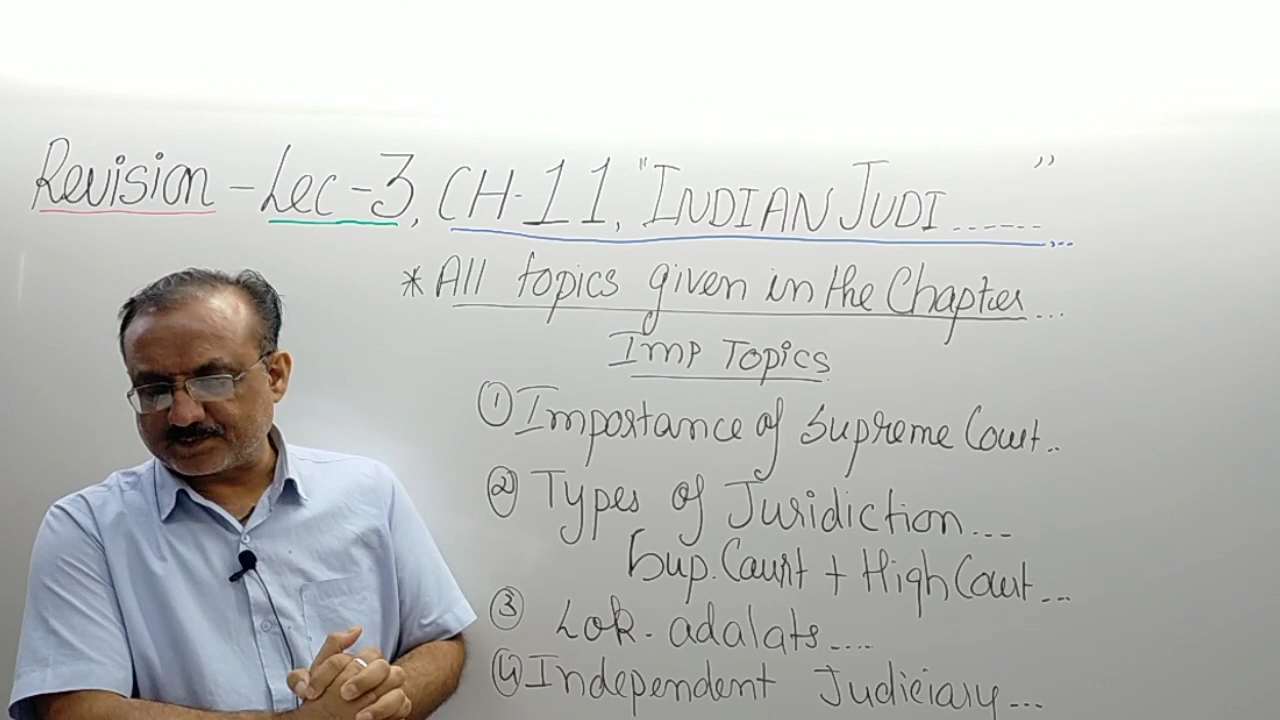 Revision - Lec - 3, CH-11, "INDIAN JUDI......"
* All topics given in the Chapter...
Imp Topics
① Importance of Supreme Court..
② Types of Juridiction...
Sup. Court + High Court...
③ Lok - adalats....
④ Independent Judiciary...